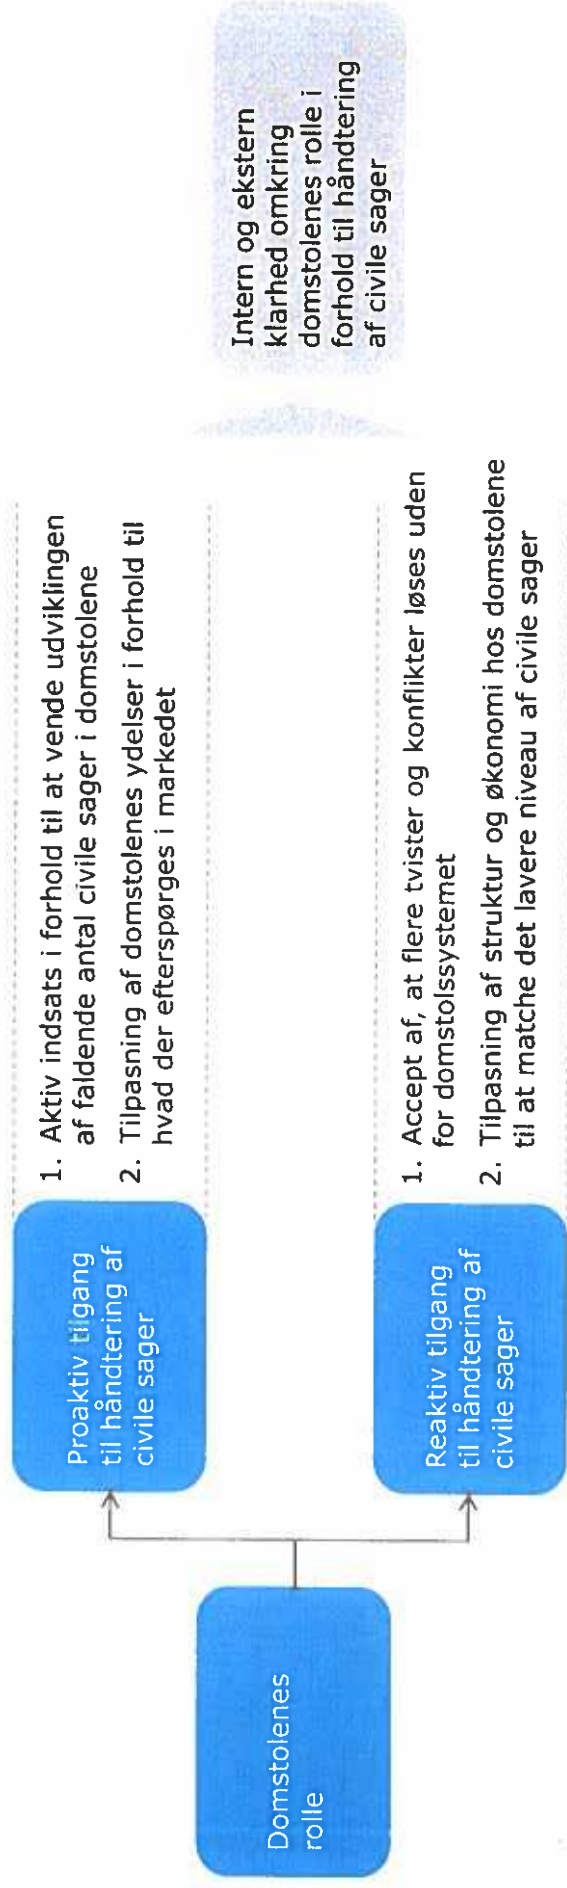 Domstolenes
rolle
Proaktiv tilgang
til håndtering af
civile sager
1. Aktiv indsats i forhold til at vende udviklingen
af faldende antal civile sager i domstolene
2. Tilpasning af domstolenes ydelser i forhold til
hvad der efterspørges i markedet
Reaktiv tilgang
til håndtering af
civile sager
1. Accept af, at flere tvister og konflikter løses uden
for domstolssystemet
2. Tilpasning af struktur og økonomi hos domstolene
til at matche det lavere niveau af civile sager
Intern og ekstern
klarhed omkring
domstolenes rolle i
forhold til håndtering
af civile sager